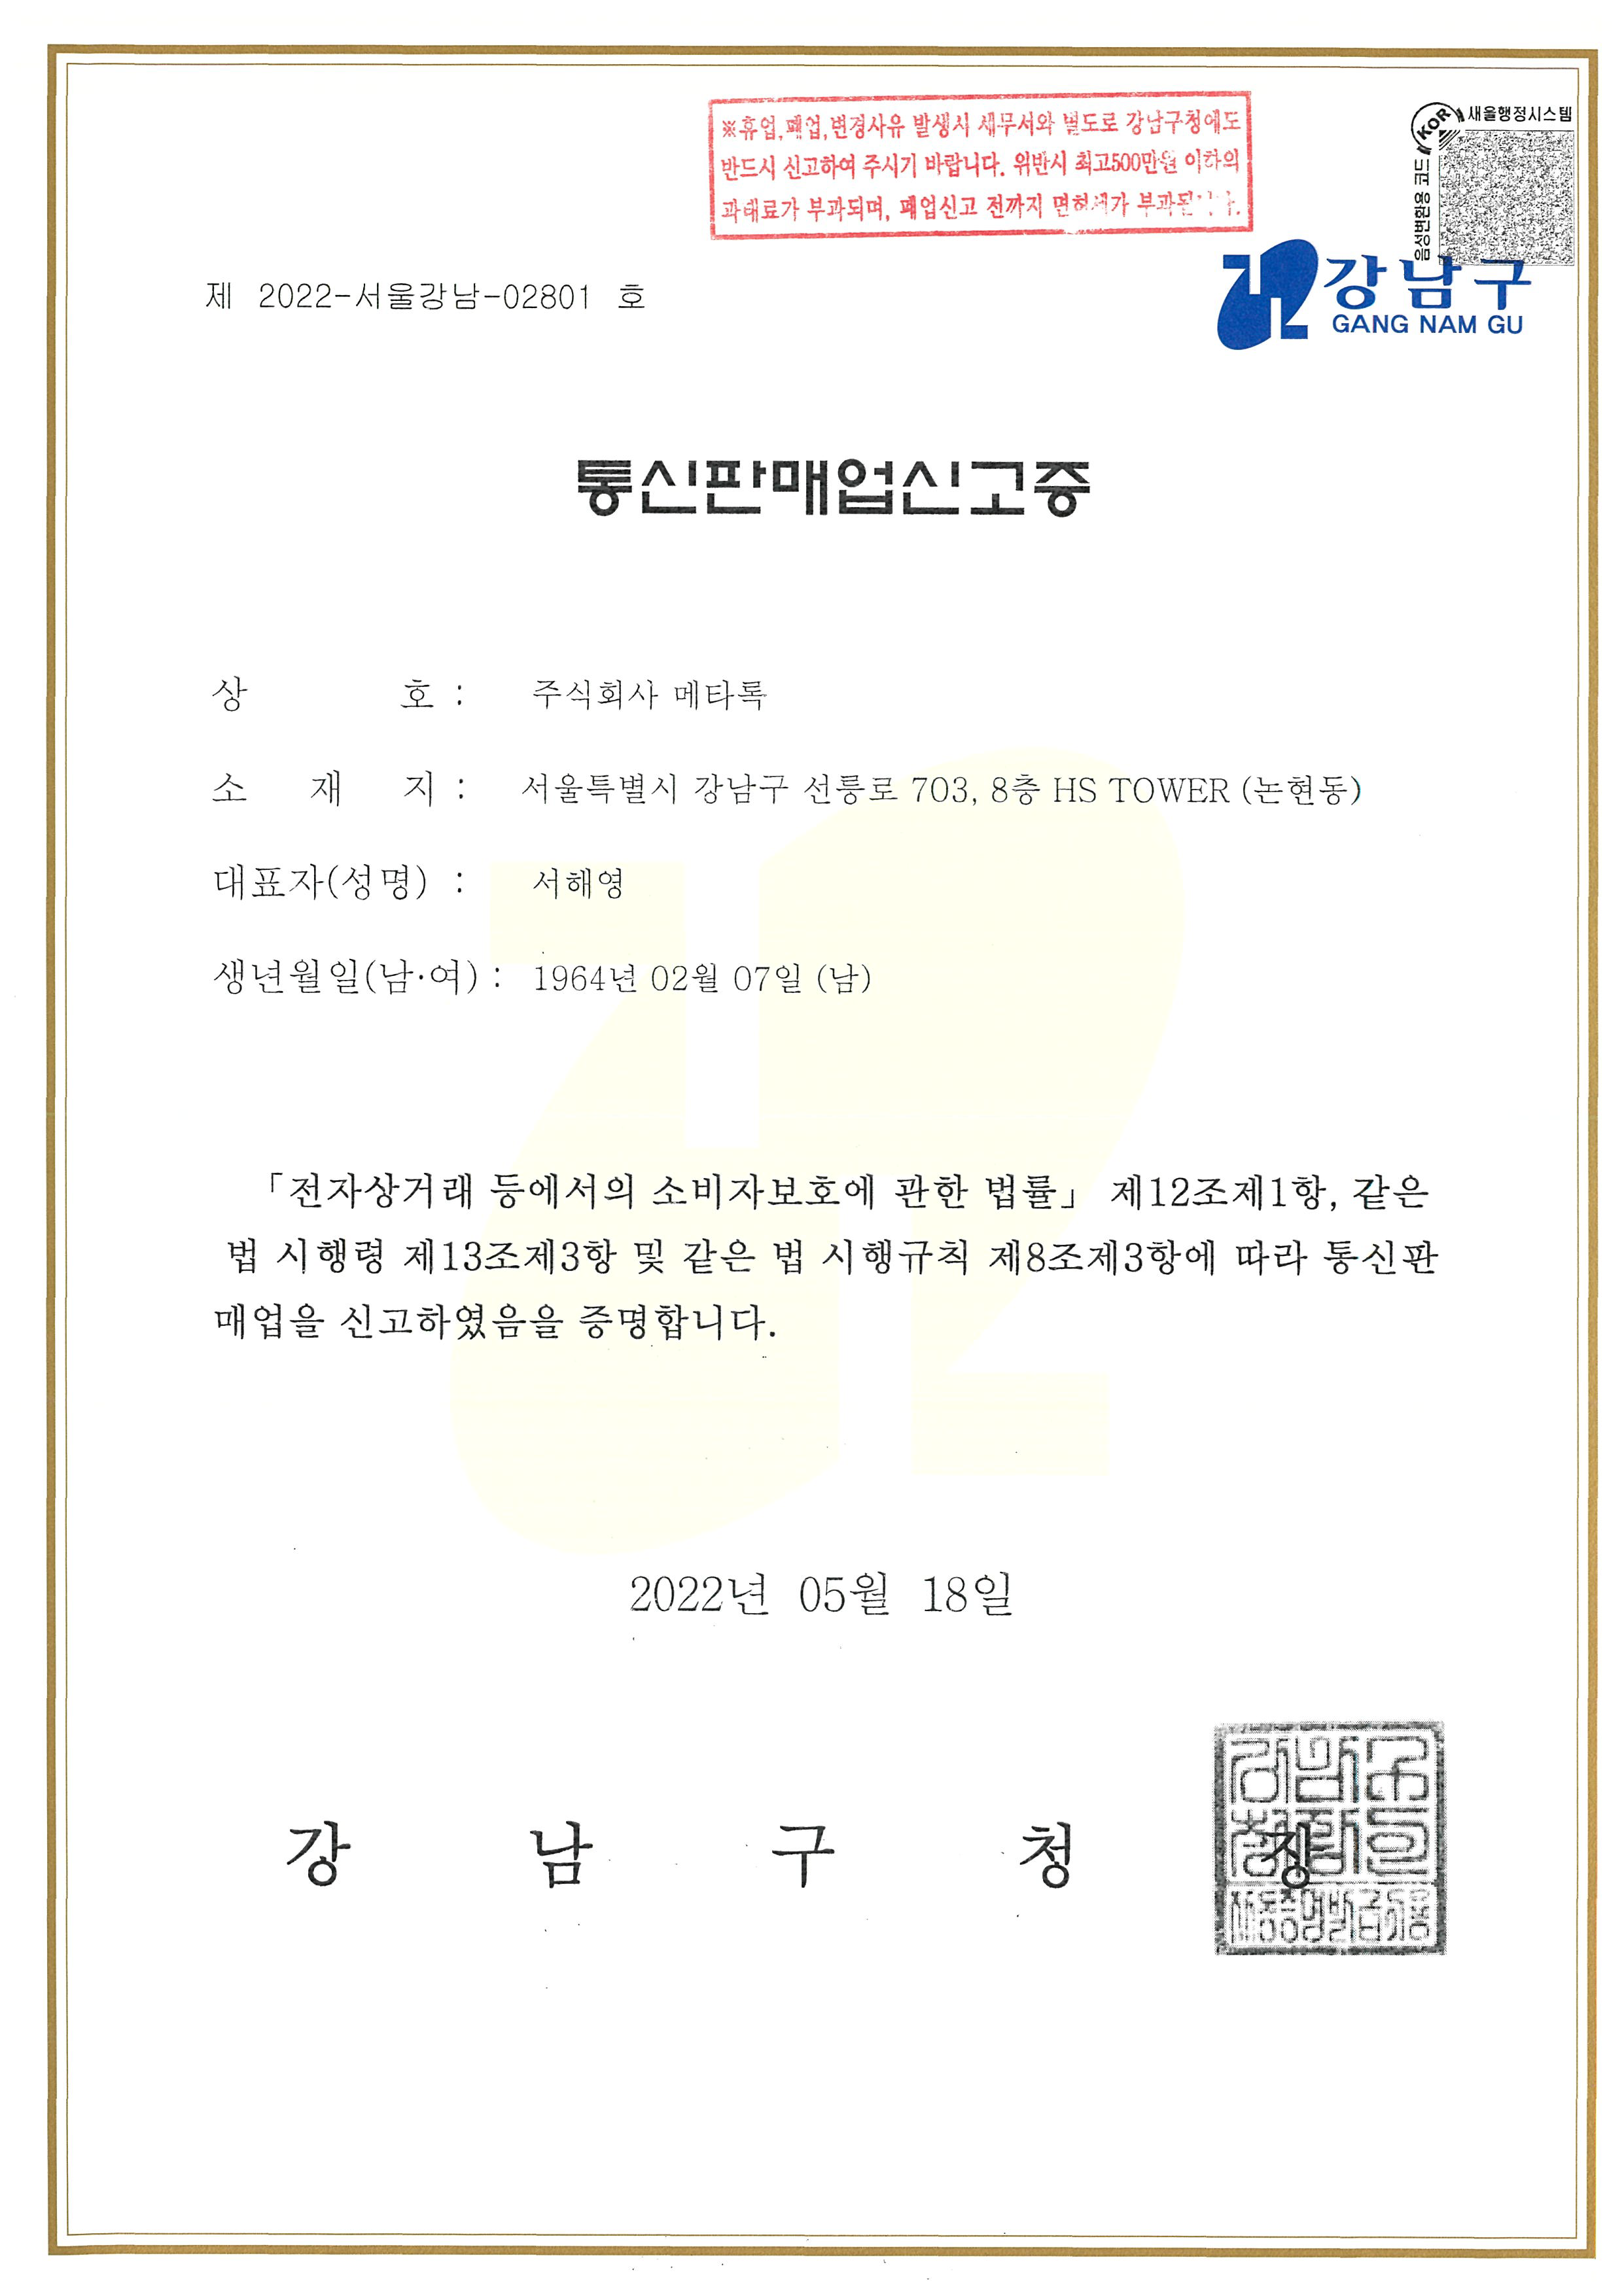 ※휴업,폐업,변경사유 발생시 세무서와 별도로 강남구청에도
반드시 신고하여 주시기 바랍니다. 위반시 최고500만원 이하의
과태료가 부과되며, 폐업신고 전까지 면허세가 부과됩니다.
KOR 새올행정시스템
음성변환용 코드
강남구
GANG NAM GU
제 2022-서울강남-02801 호
통신판매업신고증
상 호 : 주식회사 메타록
소 재 지 : 서울특별시 강남구 선릉로 703, 8층 HS TOWER (논현동)
대표자(성명) : 서해영
생년월일(남·여) : 1964년 02월 07일 (남)
「전자상거래 등에서의 소비자보호에 관한 법률」 제12조제1항, 같은
법 시행령 제13조제3항 및 같은 법 시행규칙 제8조제3항에 따라 통신판
매업을 신고하였음을 증명합니다.
2022년 05월 18일
강 남 구 청 장